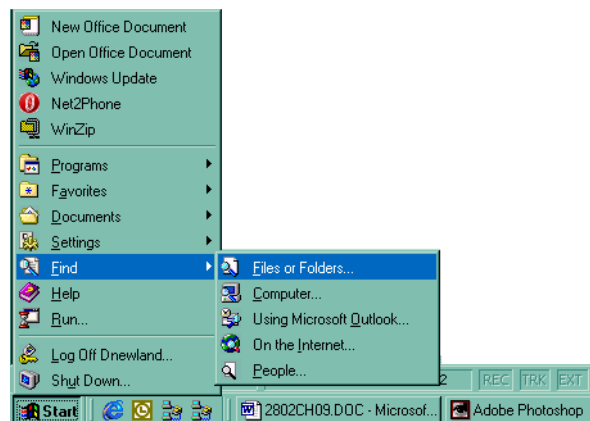 New Office Document
Open Office Document
Windows Update
Net2Phone
WinZip
Programs
Favorites
Documents
Settings
Find
Help
Run...
Log Off Dnewland...
Shut Down...
Files or Folders...
Computer...
Using Microsoft Outlook...
On the Internet...
People...
2 REC TRK EXT
Start 2802CH09.DOC - Microsof... Adobe Photoshop